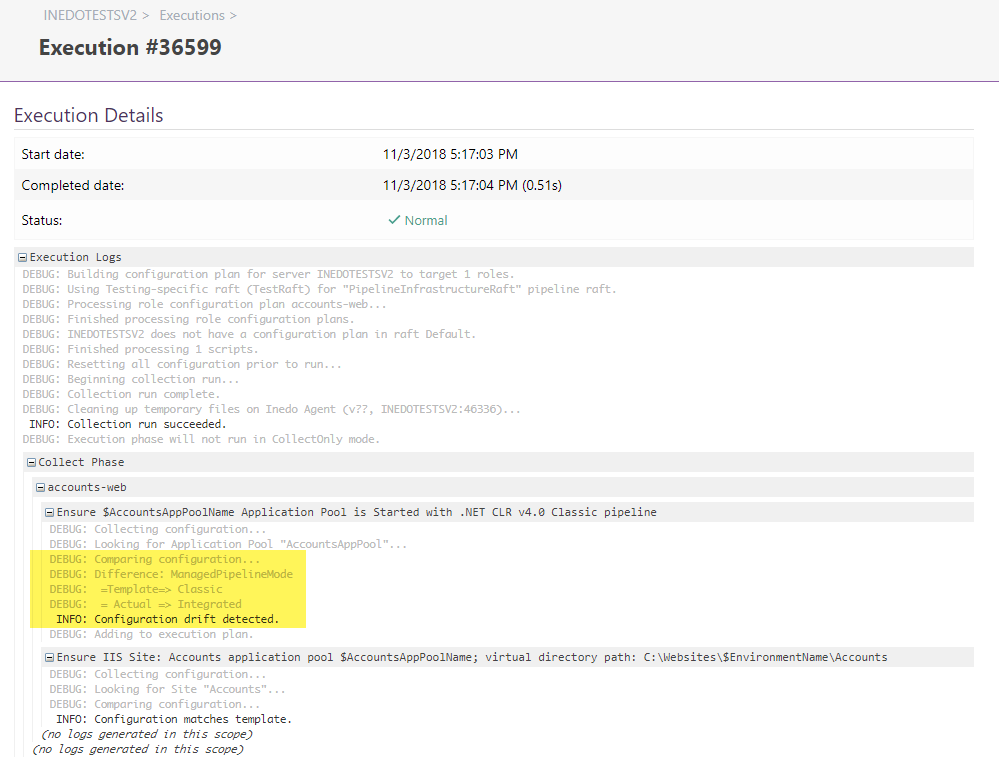 INEDOTESTSV2 > Executions >
Execution #36599
Execution Details
Start date: 11/3/2018 5:17:03 PM
Completed date: 11/3/2018 5:17:04 PM (0.51s)
Status: ✓ Normal
Execution Logs
DEBUG: Building configuration plan for server INEDOTESTSV2 to target 1 roles.
DEBUG: Using Testing-specific raft (TestRaft) for "PipelineInfrastructureRaft" pipeline raft.
DEBUG: Processing role configuration plan accounts-web...
DEBUG: Finished processing role configuration plans.
DEBUG: INEDOTESTSV2 does not have a configuration plan in raft Default.
DEBUG: Finished processing 1 scripts.
DEBUG: Resetting all configuration prior to run...
DEBUG: Beginning collection run...
DEBUG: Collection run complete.
DEBUG: Cleaning up temporary files on Inedo Agent (v??, INEDOTESTSV2:46336)...
INFO: Collection run succeeded.
DEBUG: Execution phase will not run in CollectOnly mode.
Collect Phase
accounts-web
Ensure $AccountsAppPoolName Application Pool is Started with .NET CLR v4.0 Classic pipeline
DEBUG: Collecting configuration...
DEBUG: Looking for Application Pool "AccountsAppPool"...
DEBUG: Comparing configuration...
DEBUG: Difference: ManagedPipelineMode
DEBUG: =Template=> Classic
DEBUG: = Actual => Integrated
INFO: Configuration drift detected.
DEBUG: Adding to execution plan.
Ensure IIS Site: Accounts application pool $AccountsAppPoolName; virtual directory path: C:\Websites\$EnvironmentName\Accounts
DEBUG: Collecting configuration...
DEBUG: Looking for Site "Accounts"...
DEBUG: Comparing configuration...
INFO: Configuration matches template.
(no logs generated in this scope)
(no logs generated in this scope)